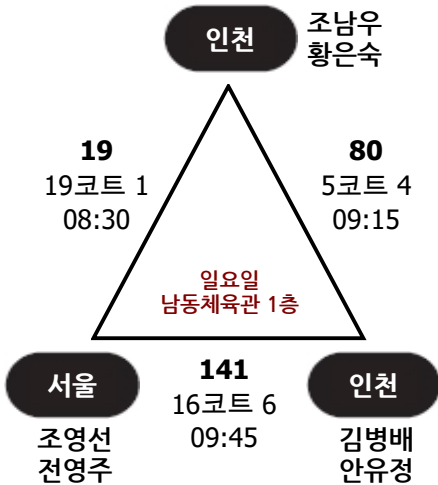 인천
조남우
황은숙
19
19코트 1
08:30
80
5코트 4
09:15
일요일
남동체육관 1층
서울
조영선
전영주
141
16코트 6
09:45
인천
김병배
안유정